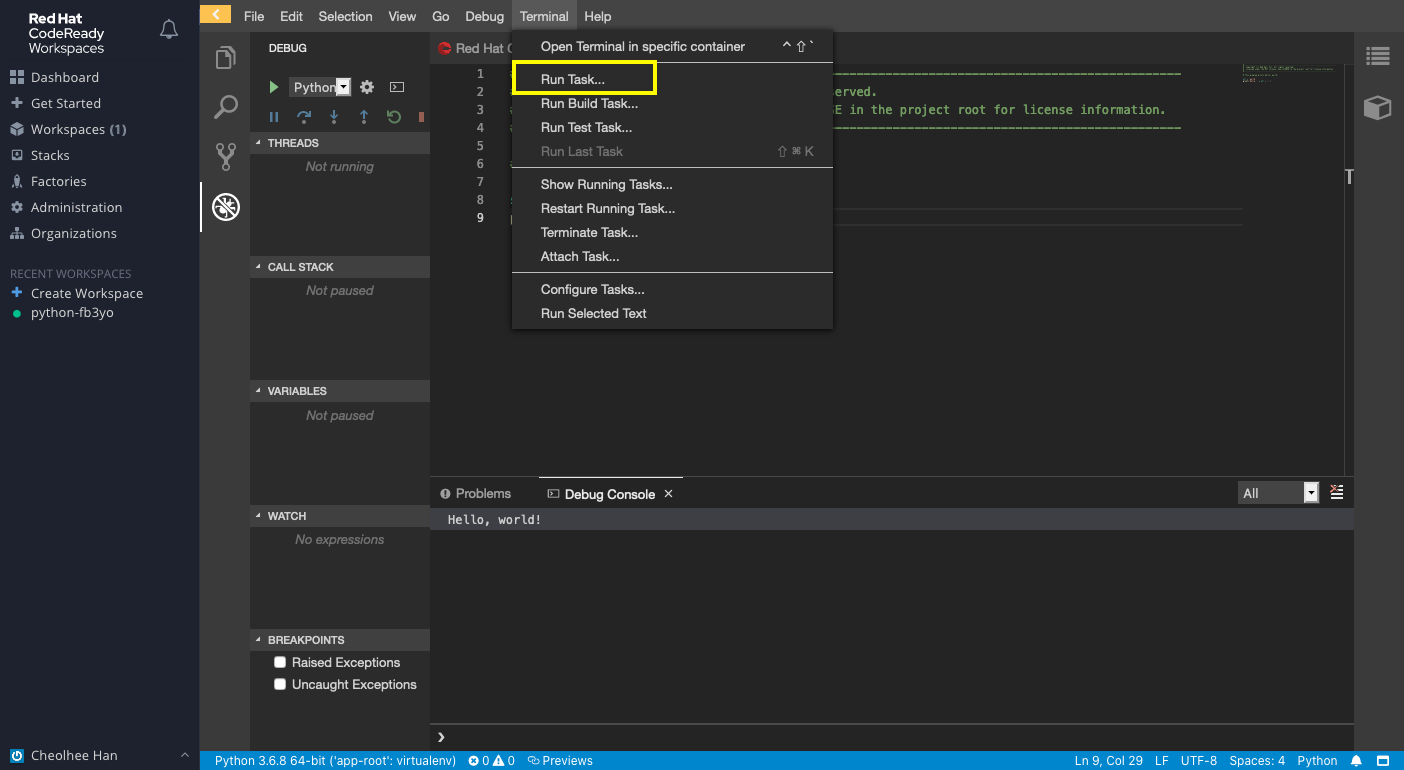 Red Hat
CodeReady
Workspaces
Dashboard
Get Started
Workspaces (1)
Stacks
Factories
Administration
Organizations
RECENT WORKSPACES
Create Workspace
python-fb3yo
Cheolhee Han
File Edit Selection View Go Debug Terminal Help
DEBUG
Python
THREADS
Not running
CALL STACK
Not paused
VARIABLES
Not paused
WATCH
No expressions
BREAKPOINTS
Raised Exceptions
Uncaught Exceptions
Red Hat
Open Terminal in specific container ^⇧`
Run Task...
Run Build Task...
Run Test Task...
Run Last Task ⇧⌘K
Show Running Tasks...
Restart Running Task...
Terminate Task...
Attach Task...
Configure Tasks...
Run Selected Text
1
2
3 in the project root for license information.
4
5
6
7
8
9
Problems
Debug Console ×
All
Hello, world!
❯
Python 3.6.8 64-bit ('app-root': virtualenv) 0 0 Previews
Ln 9, Col 29 LF UTF-8 Spaces: 4 Python